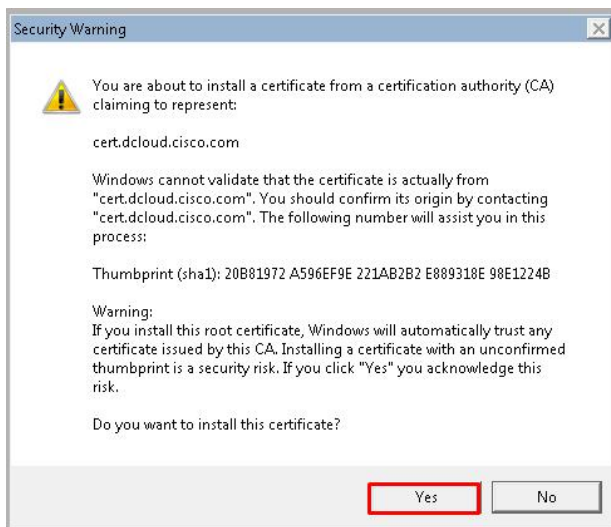 Security Warning
You are about to install a certificate from a certification authority (CA)
claiming to represent:
cert.dcloud.cisco.com
Windows cannot validate that the certificate is actually from
"cert.dcloud.cisco.com". You should confirm its origin by contacting
"cert.dcloud.cisco.com". The following number will assist you in this
process:
Thumbprint (sha1): 20B81972 A596EF9E 221AB2B2 E889318E 98E1224B
Warning:
If you install this root certificate, Windows will automatically trust any
certificate issued by this CA. Installing a certificate with an unconfirmed
thumbprint is a security risk. If you click "Yes" you acknowledge this
risk.
Do you want to install this certificate?
Yes No